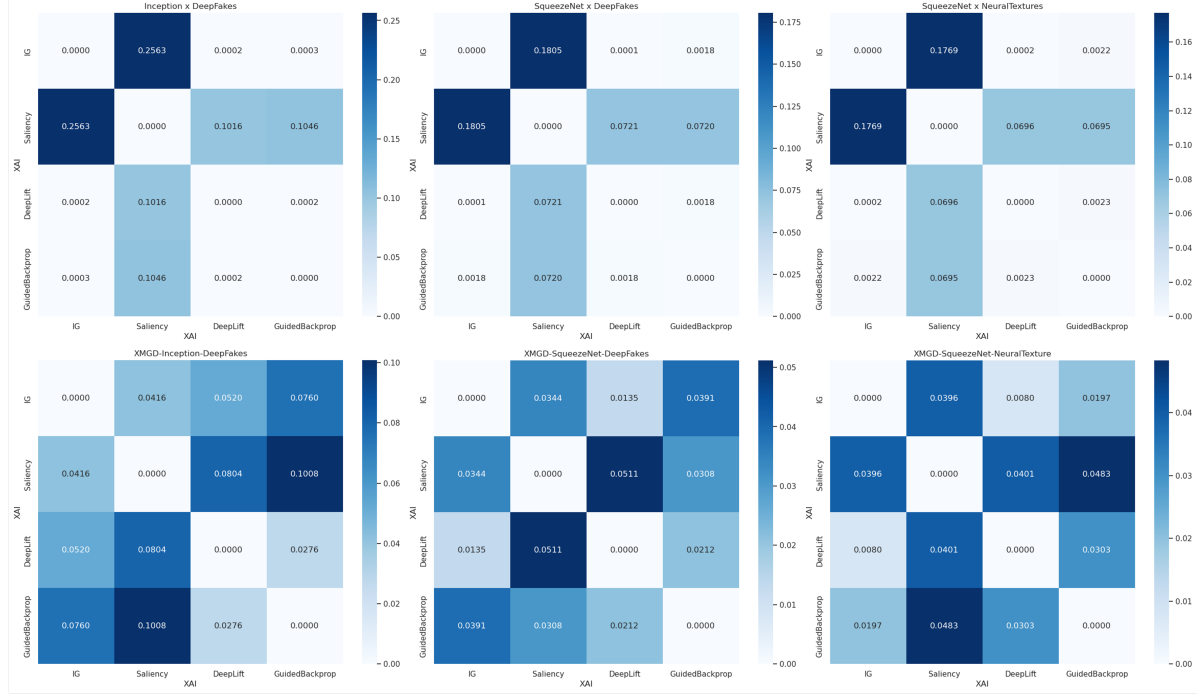 Inception x DeepFakes
IG 0.0000 0.2563 0.0002 0.0003
Saliency 0.2563 0.0000 0.1016 0.1046
DeepLift 0.0002 0.1016 0.0000 0.0002
GuidedBackprop 0.0003 0.1046 0.0002 0.0000
XAI
IG Saliency DeepLift GuidedBackprop
XAI
0.25
0.20
0.15
0.10
0.05
0.00
SqueezeNet x DeepFakes
IG 0.0000 0.1805 0.0001 0.0018
Saliency 0.1805 0.0000 0.0721 0.0720
DeepLift 0.0001 0.0721 0.0000 0.0018
GuidedBackprop 0.0018 0.0720 0.0018 0.0000
XAI
IG Saliency DeepLift GuidedBackprop
XAI
0.175
0.150
0.125
0.100
0.075
0.050
0.025
0.000
SqueezeNet x NeuralTextures
IG 0.0000 0.1769 0.0002 0.0022
Saliency 0.1769 0.0000 0.0696 0.0695
DeepLift 0.0002 0.0696 0.0000 0.0023
GuidedBackprop 0.0022 0.0695 0.0023 0.0000
XAI
IG Saliency DeepLift GuidedBackprop
XAI
0.16
0.14
0.12
0.10
0.08
0.06
0.04
0.02
0.00
XMGD-Inception-DeepFakes
IG 0.0000 0.0416 0.0520 0.0760
Saliency 0.0416 0.0000 0.0804 0.1008
DeepLift 0.0520 0.0804 0.0000 0.0276
GuidedBackprop 0.0760 0.1008 0.0276 0.0000
XAI
IG Saliency DeepLift GuidedBackprop
XAI
0.10
0.08
0.06
0.04
0.02
0.00
XMGD-SqueezeNet-DeepFakes
IG 0.0000 0.0344 0.0135 0.0391
Saliency 0.0344 0.0000 0.0511 0.0308
DeepLift 0.0135 0.0511 0.0000 0.0212
GuidedBackprop 0.0391 0.0308 0.0212 0.0000
XAI
IG Saliency DeepLift GuidedBackprop
XAI
0.05
0.04
0.03
0.02
0.01
0.00
XMGD-SqueezeNet-NeuralTexture
IG 0.0000 0.0396 0.0080 0.0197
Saliency 0.0396 0.0000 0.0401 0.0483
DeepLift 0.0080 0.0401 0.0000 0.0303
GuidedBackprop 0.0197 0.0483 0.0303 0.0000
XAI
IG Saliency DeepLift GuidedBackprop
XAI
0.04
0.03
0.02
0.01
0.00